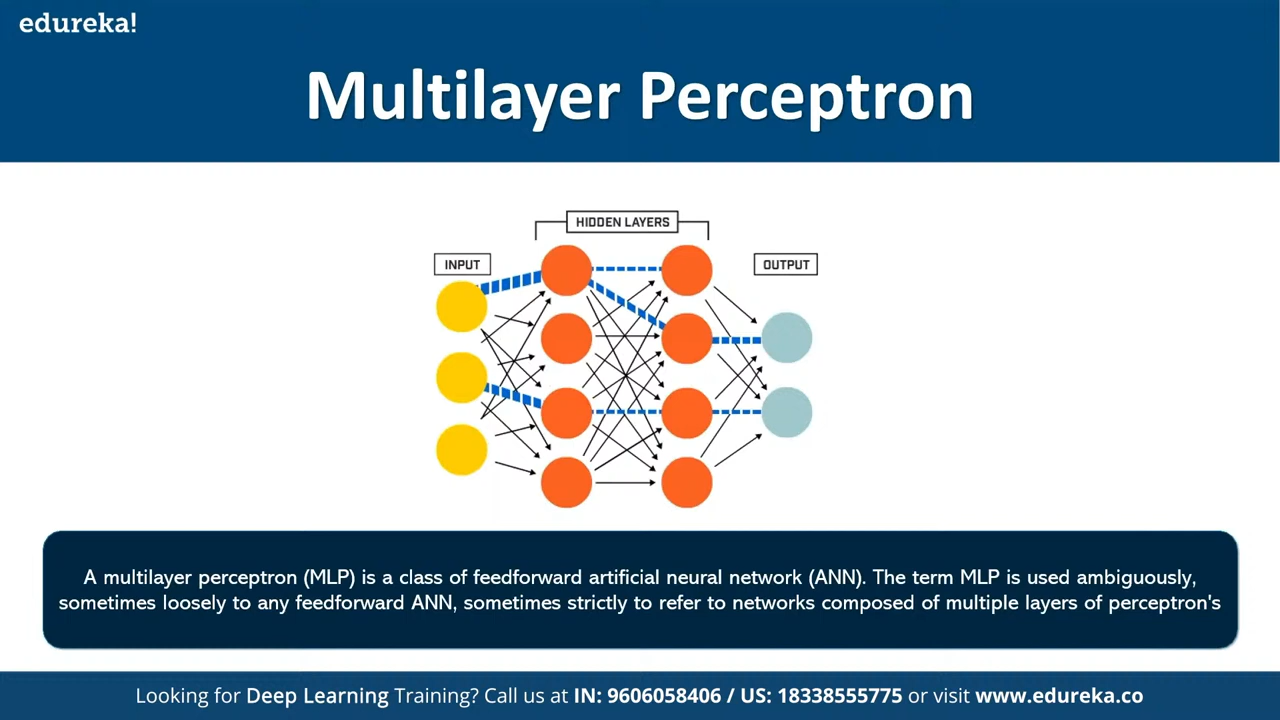 edureka!
Multilayer Perceptron
HIDDEN LAYERS
INPUT
OUTPUT
A multilayer perceptron (MLP) is a class of feedforward artificial neural network (ANN). The term MLP is used ambiguously,
sometimes loosely to any feedforward ANN, sometimes strictly to refer to networks composed of multiple layers of perceptron's
Looking for Deep Learning Training? Call us at IN: 9606058406 / US: 18338555775 or visit www.edureka.co